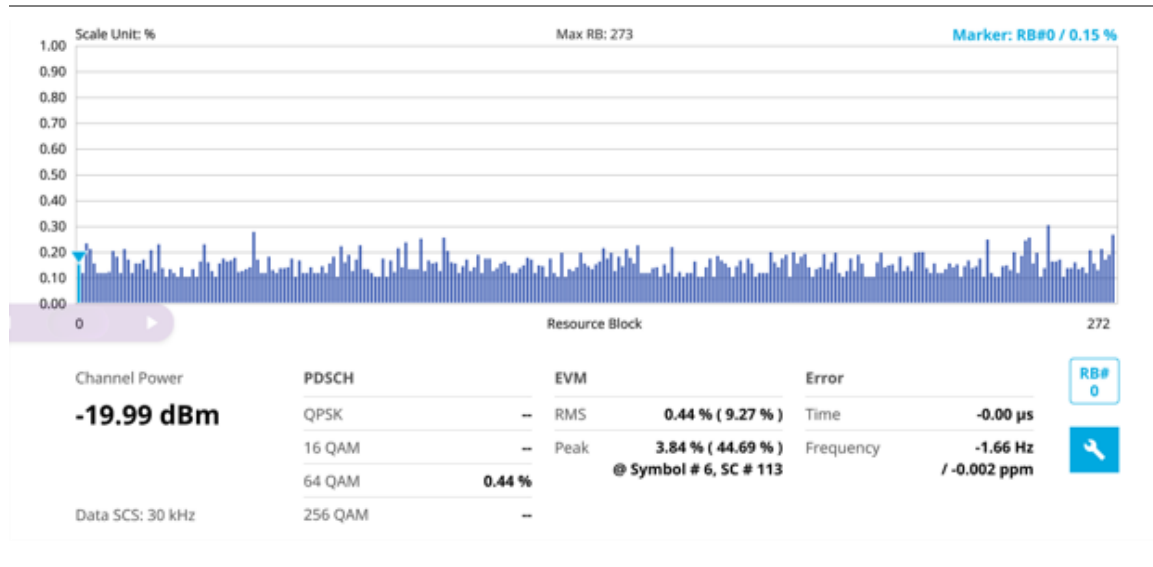 Scale Unit: % Max RB: 273 Marker: RB#0 / 0.15 %
1.00
0.90
0.80
0.70
0.60
0.50
0.40
0.30
0.20
0.10
0.00
0 Resource Block 272
Channel Power PDSCH EVM Error RB#
0
-19.99 dBm QPSK -- RMS 0.44 % ( 9.27 % ) Time -0.00 μs
16 QAM -- Peak 3.84 % ( 44.69 % ) Frequency -1.66 Hz
@ Symbol # 6, SC # 113 / -0.002 ppm
64 QAM 0.44 %
Data SCS: 30 kHz 256 QAM --